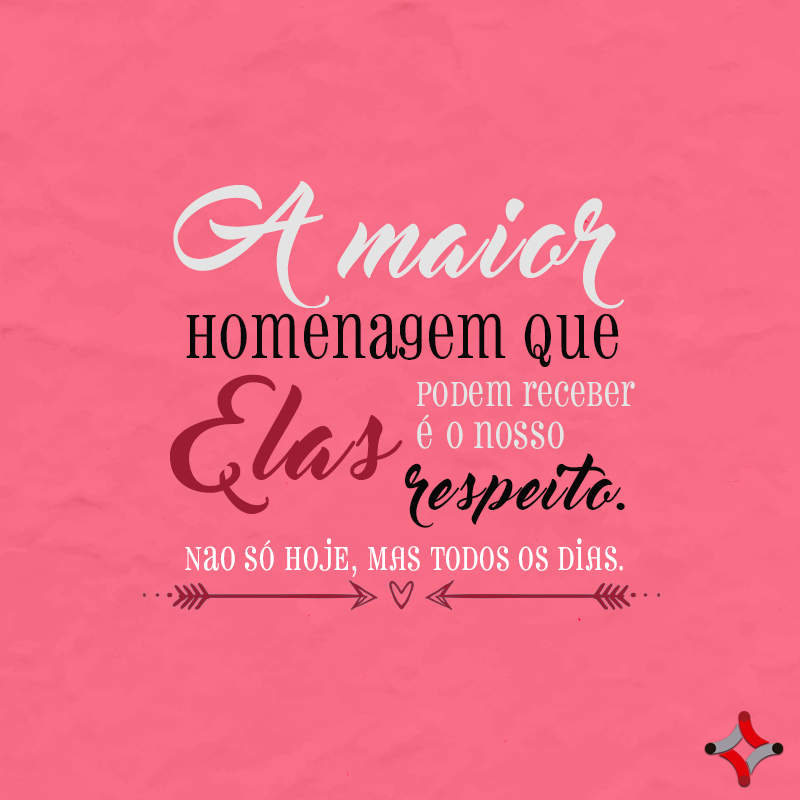 A maior
Homenagem que
Elas podem receber
é o nosso
respeito.
Nao só hoje, mas todos os dias.